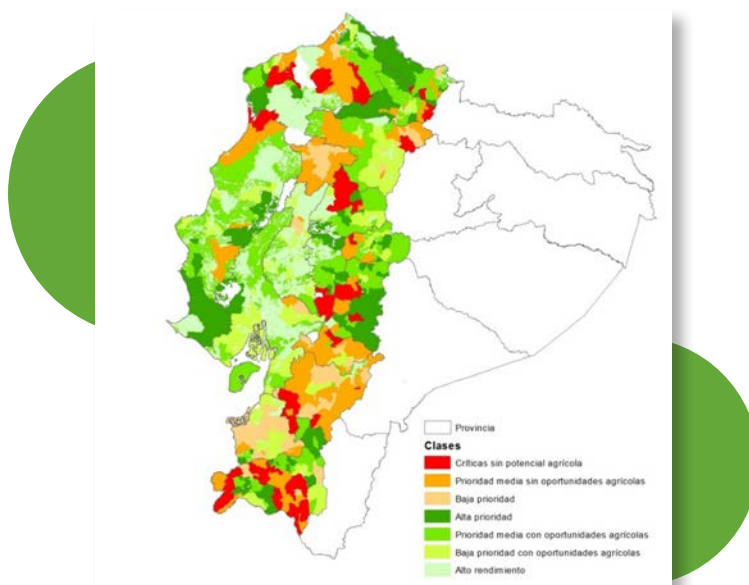 Provincia
Clases
Críticas sin potencial agrícola
Prioridad media sin oportunidades agrícolas
Baja prioridad
Alta prioridad
Prioridad media con oportunidades agrícolas
Baja prioridad con oportunidades agrícolas
Alto rendimiento